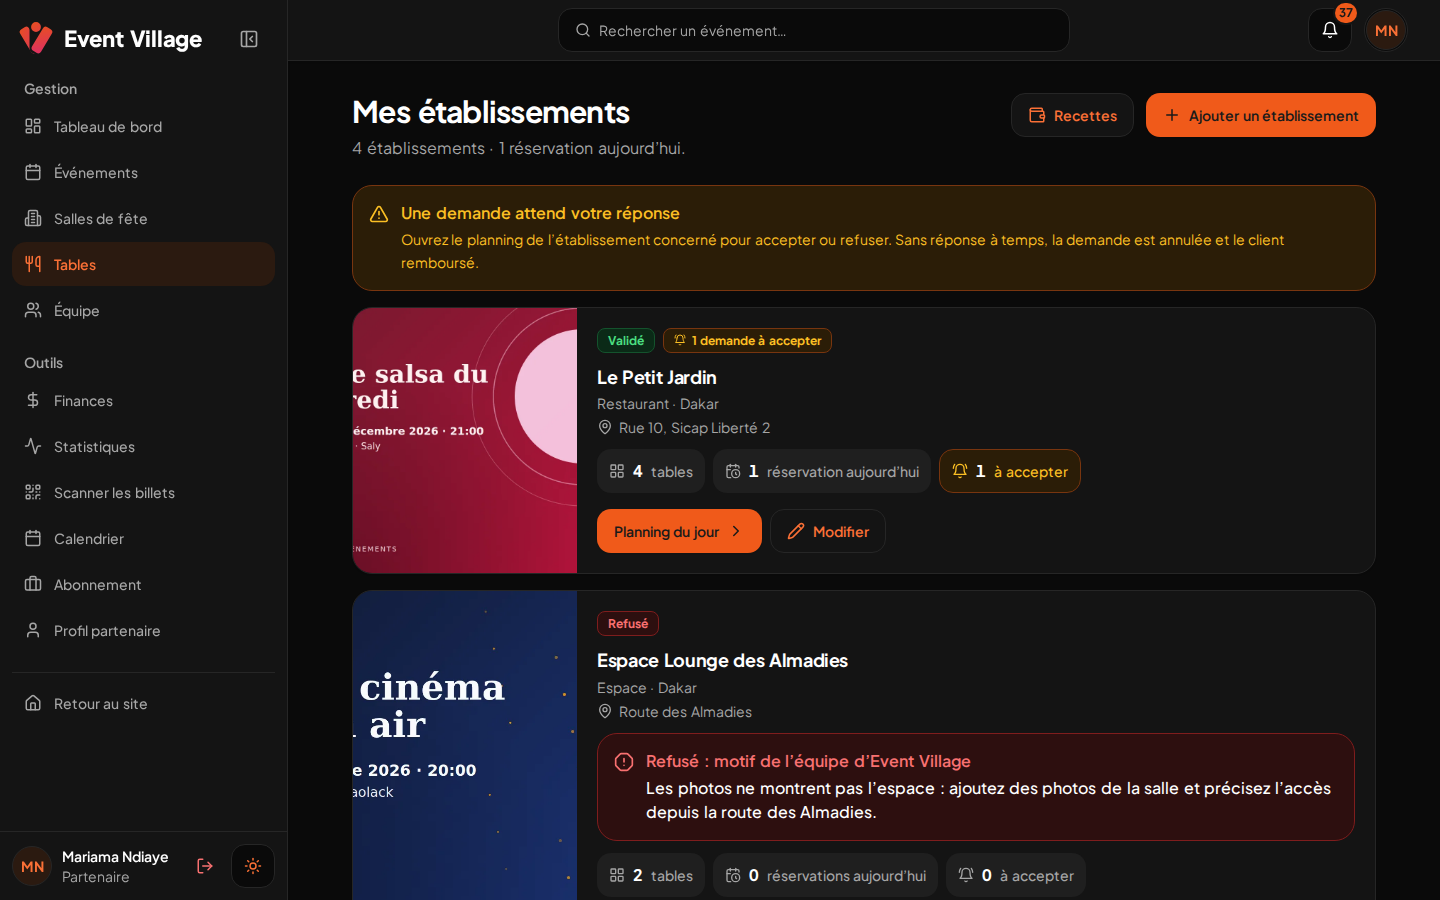 Event Village
Gestion
Tableau de bord
Événements
Salles de fête
Tables
Équipe
Outils
Finances
Statistiques
Scanner les billets
Calendrier
Abonnement
Profil partenaire
Retour au site
MN
Mariama Ndiaye
Partenaire
Rechercher un événement…
37
MN
Mes établissements
4 établissements · 1 réservation aujourd’hui.
Recettes
Ajouter un établissement
Une demande attend votre réponse
Ouvrez le planning de l’établissement concerné pour accepter ou refuser. Sans réponse à temps, la demande est annulée et le client
remboursé.
e salsa du
redi
écembre 2026 · 21:00
· Saly
ÉNEMENTS
Validé
1 demande à accepter
Le Petit Jardin
Restaurant · Dakar
Rue 10, Sicap Liberté 2
4 tables
1 réservation aujourd’hui
1 à accepter
Planning du jour
Modifier
cinéma
air
e 2026 · 20:00
aolack
Refusé
Espace Lounge des Almadies
Espace · Dakar
Route des Almadies
Refusé : motif de l’équipe d’Event Village
Les photos ne montrent pas l’espace : ajoutez des photos de la salle et précisez l’accès
depuis la route des Almadies.
2 tables
0 réservations aujourd’hui
0 à accepter